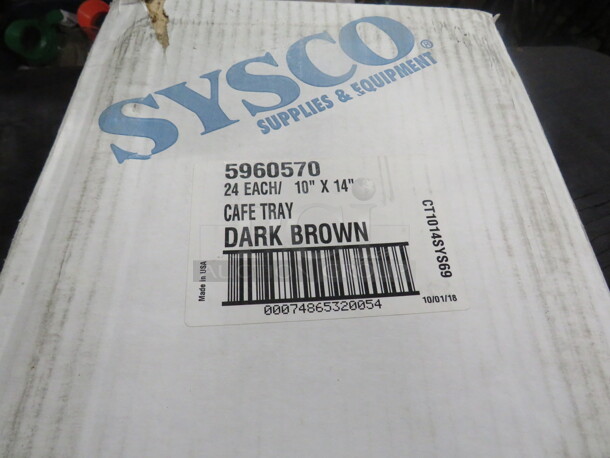 SYSCO®
SUPPLIES & EQUIPMENT
5960570
24 EACH/ 10" X 14"
CAFE TRAY
DARK BROWN
Made in USA
00074865320054
CT1014SYS69
10/01/18